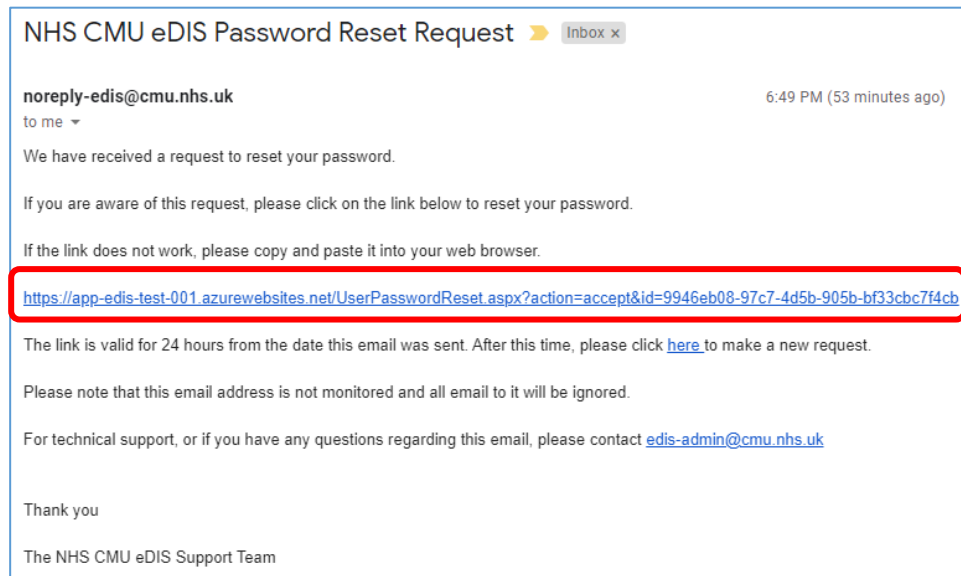 NHS CMU eDIS Password Reset Request Inbox x
noreply-edis@cmu.nhs.uk 6:49 PM (53 minutes ago)
to me
We have received a request to reset your password.
If you are aware of this request, please click on the link below to reset your password.
If the link does not work, please copy and paste it into your web browser.
https://app-edis-test-001.azurewebsites.net/UserPasswordReset.aspx?action=accept&id=9946eb08-97c7-4d5b-905b-bf33cbc7f4cb
The link is valid for 24 hours from the date this email was sent. After this time, please click here to make a new request.
Please note that this email address is not monitored and all email to it will be ignored.
For technical support, or if you have any questions regarding this email, please contact edis-admin@cmu.nhs.uk
Thank you
The NHS CMU eDIS Support Team